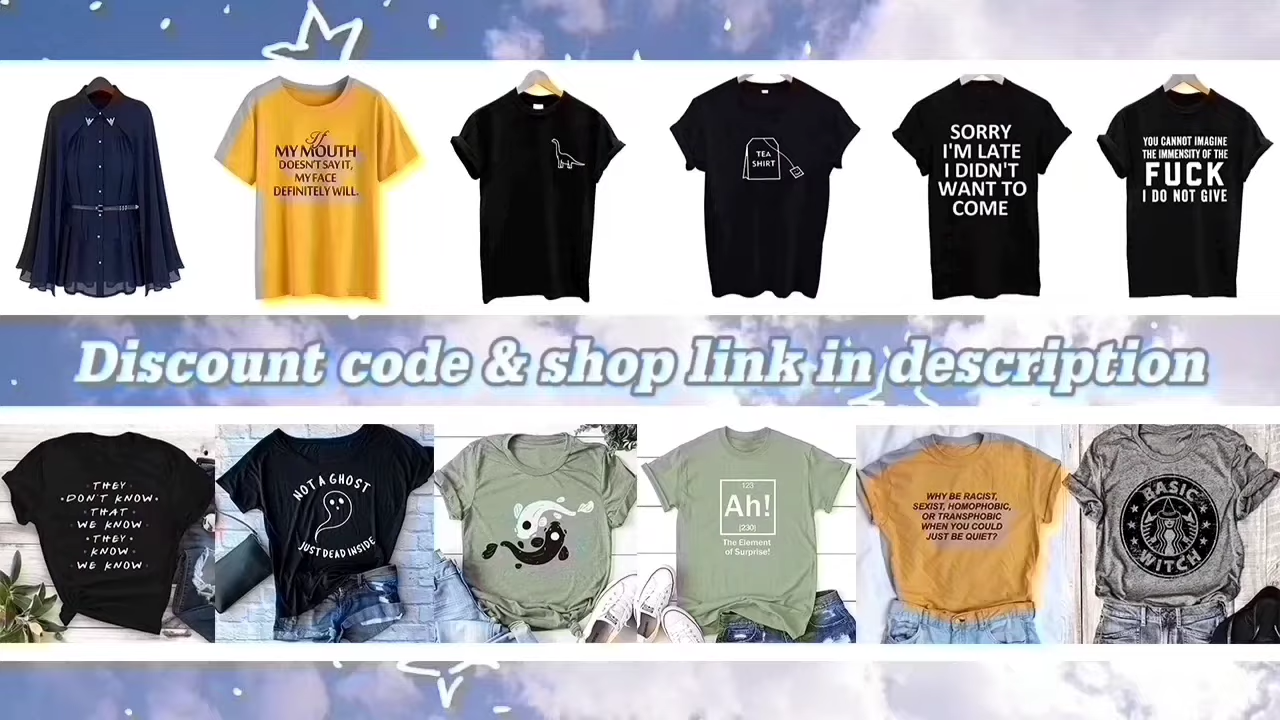 If
MY MOUTH
DOESN'T SAY IT,
MY FACE
DEFINITELY WILL.
TEA
SHIRT
SORRY
I'M LATE
I DIDN'T
WANT TO
COME
YOU CANNOT IMAGINE
THE IMMENSITY OF THE
FUCK
I DO NOT GIVE
Discount code & shop link in description
THEY
DON'T KNOW
THAT
WE KNOW
THEY
KNOW
WE KNOW
NOT A GHOST
JUST DEAD INSIDE
123
Ah!
(230)
The Element
of Surprise!
WHY BE RACIST,
SEXIST, HOMOPHOBIC,
OR TRANSPHOBIC
WHEN YOU COULD
JUST BE QUIET?
BASIC
WITCH